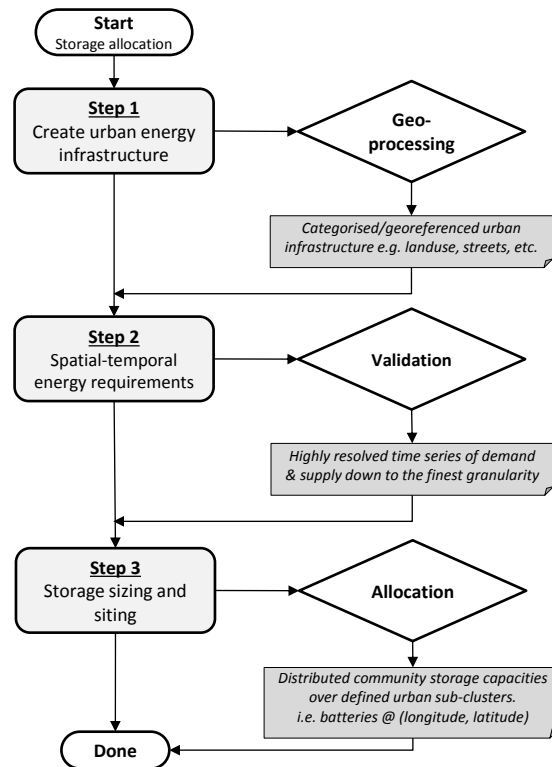 Start
Storage allocation
Step 1
Create urban energy
infrastructure
Geo-
processing
Categorised/georeferenced urban
infrastructure e.g. landuse, streets, etc.
Step 2
Spatial-temporal
energy requirements
Validation
Highly resolved time series of demand
& supply down to the finest granularity
Step 3
Storage sizing and
siting
Allocation
Distributed community storage capacities
over defined urban sub-clusters.
i.e. batteries @ (longitude, latitude)
Done